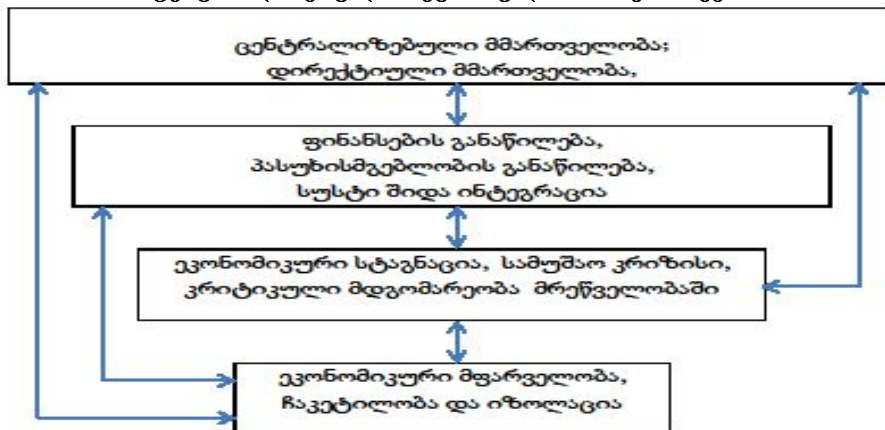 ცენტრალიზებული მმართველობა;
დირექტიული მმართველობა,
ფინანსების განაწილება,
პასუხისმგებლობის განაწილება,
სუსტი შიდა ინტეგრაცია
ეკონომიკური სტაგნაცია, სამუშაო კრიზისი,
კრიტიკული მდგომარეობა მრეწველობაში
ეკონომიკური მფარველობა,
ჩაკეტილობა და იზოლაცია